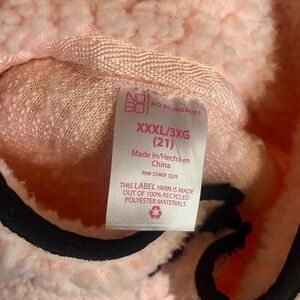 NO
BO
NO BOUNDARIES
XXXL/3XG
(21)
Made in/Hecho en
China
RN# 52469 Q29
THIS LABEL YARN IS MADE
OUT OF 100% RECYCLED
POLYESTER MATERIALS